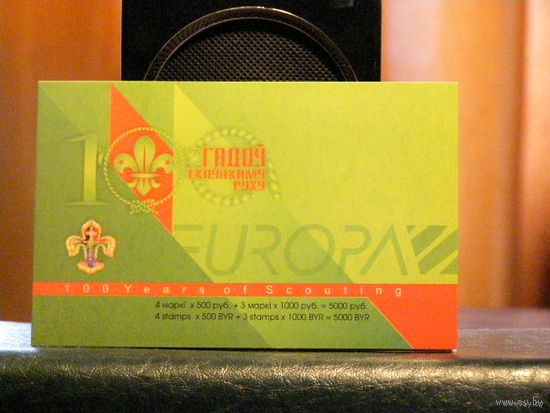 100
ГАДОЎ
СКАЎЦКАМУ
РУХУ
EUROPA
100 Years of Scouting
4 маркі х 500 руб. + 3 маркі х 1000 руб. = 5000 руб.
4 stamps x 500 BYR + 3 stamps x 1000 BYR = 5000 BYR